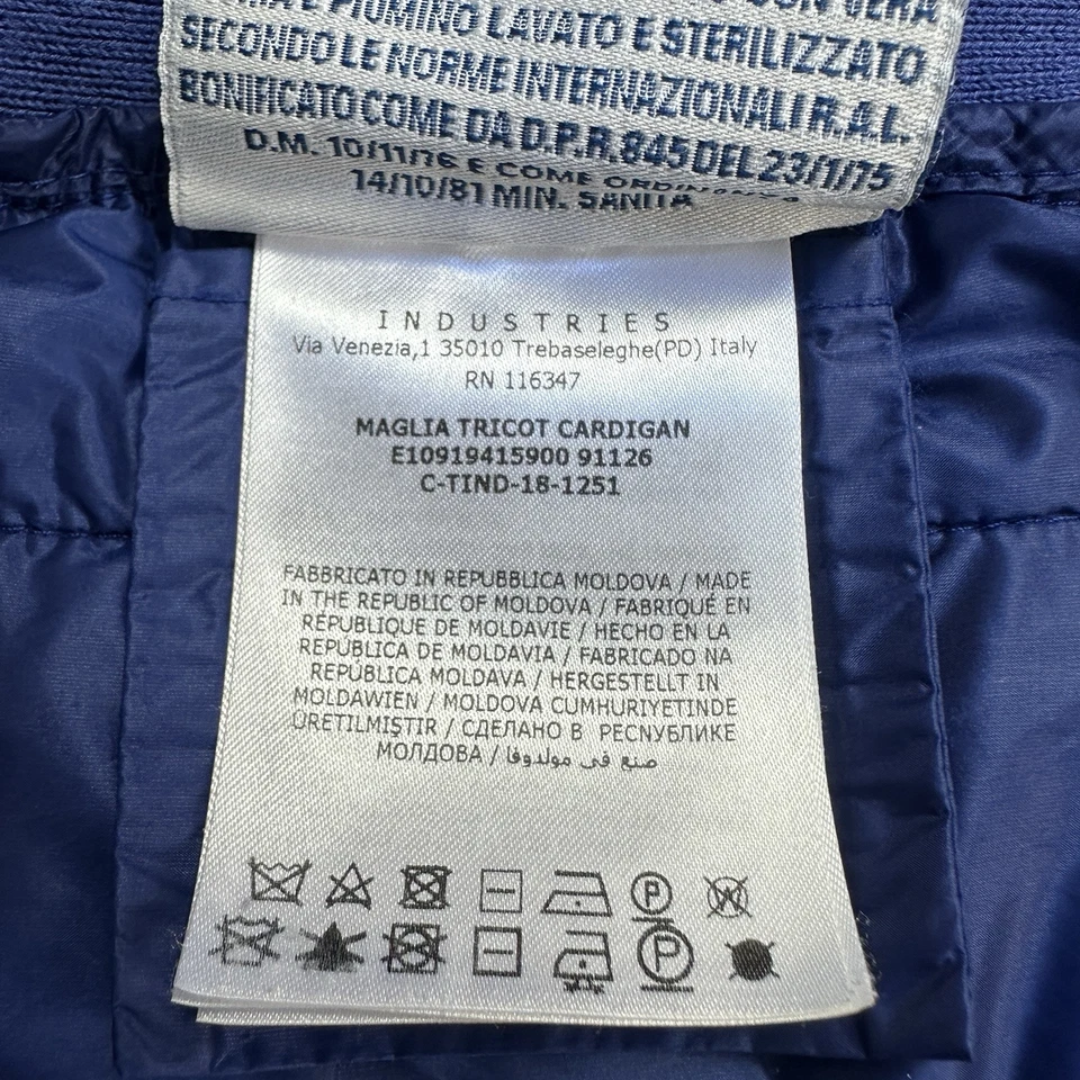 E PIUMINO LAVATO E STERILIZZATO
SECONDO LE NORME INTERNAZIONALI R.A.L.
BONIFICATO COME DA D.P.R. 845 DEL 23/1/75
D.M. 10/11/76 E COME
14/10/81 MIN. SANITA
INDUSTRIES
Via Venezia,1 35010 Trebaseleghe(PD) Italy
RN 116347
MAGLIA TRICOT CARDIGAN
E10919415900 91126
C-TIND-18-1251
FABBRICATO IN REPUBBLICA MOLDOVA / MADE
IN THE REPUBLIC OF MOLDOVA / FABRIQUÉ EN
RÉPUBLIQUE DE MOLDAVIE / HECHO EN LA
REPÚBLICA DE MOLDAVIA / FABRICADO NA
REPÚBLICA MOLDAVA / HERGESTELLT IN
MOLDAWIEN / MOLDOVA CUMHURIYETINDE
ÜRETILMIŞTIR / СДЕЛАНО В РЕСПУБЛИКЕ
МОЛДОВА / صنع في مولدوفا
P W
P